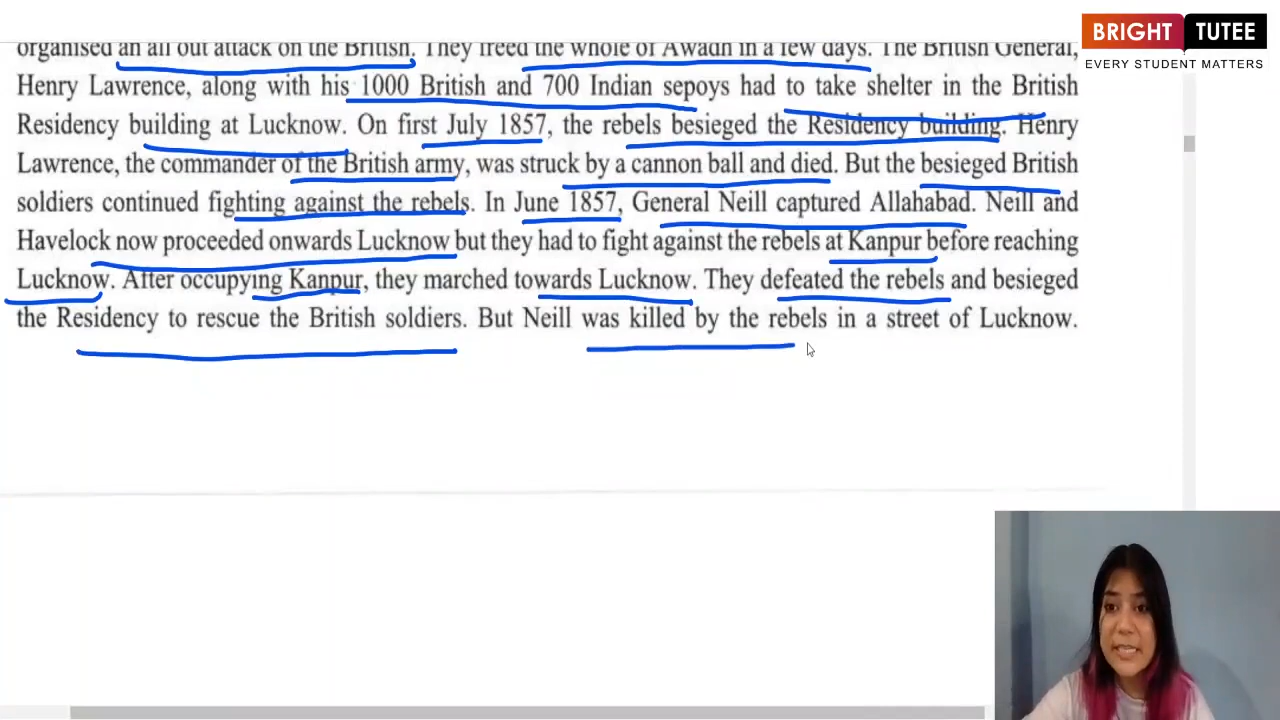 BRIGHT TUTEE
EVERY STUDENT MATTERS
organised an all out attack on the British. They freed the whole of Awadh in a few days. The British General,
Henry Lawrence, along with his 1000 British and 700 Indian sepoys had to take shelter in the British
Residency building at Lucknow. On first July 1857, the rebels besieged the Residency building. Henry
Lawrence, the commander of the British army, was struck by a cannon ball and died. But the besieged British
soldiers continued fighting against the rebels. In June 1857, General Neill captured Allahabad. Neill and
Havelock now proceeded onwards Lucknow but they had to fight against the rebels at Kanpur before reaching
Lucknow. After occupying Kanpur, they marched towards Lucknow. They defeated the rebels and besieged
the Residency to rescue the British soldiers. But Neill was killed by the rebels in a street of Lucknow.